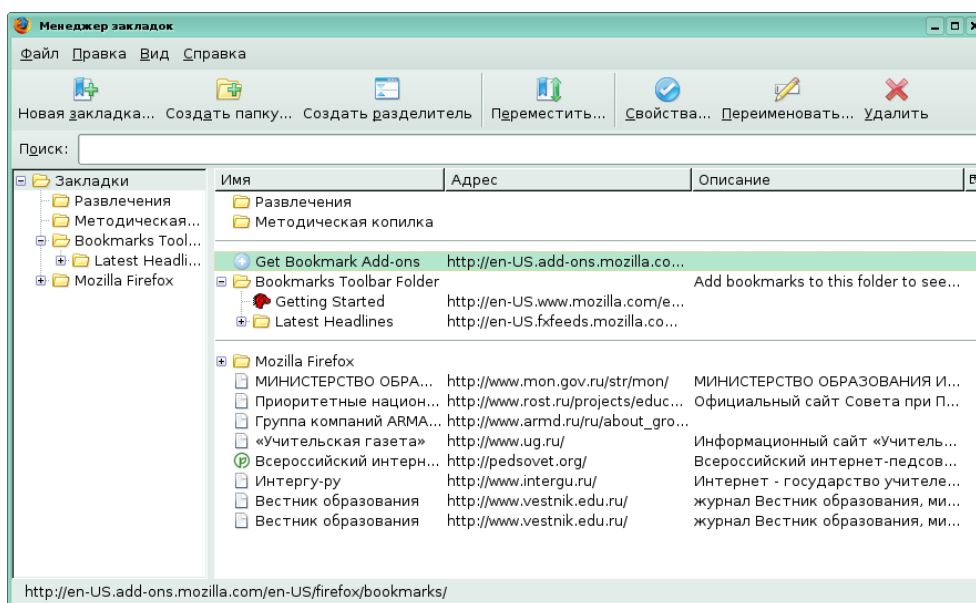 Менеджер закладок
Файл Правка Вид Справка
Новая закладка... Создать папку... Создать разделитель Переместить... Свойства... Переименовать... Удалить
Поиск:
Закладки
Развлечения
Методическая...
Bookmarks Tool...
Latest Headli...
Mozilla Firefox
Имя Адрес Описание
Развлечения
Методическая копилка
Get Bookmark Add-ons http://en-US.add-ons.mozilla.co...
Bookmarks Toolbar Folder Add bookmarks to this folder to see...
Getting Started http://en-US.www.mozilla.com/e...
Latest Headlines http://en-US.fxfeeds.mozilla.co...
Mozilla Firefox
МИНИСТЕРСТВО ОБРА... http://www.mon.gov.ru/str/mon/ МИНИСТЕРСТВО ОБРАЗОВАНИЯ И...
Приоритетные национ... http://www.rost.ru/projects/educ... Официальный сайт Совета при П...
Группа компаний ARMA... http://www.armd.ru/ru/about_gro...
«Учительская газета» http://www.ug.ru/ Информационный сайт «Учитель...
Всероссийский интерн... http://pedsovet.org/ Всероссийский интернет-педсов...
Интергу-ру http://www.intergu.ru/ Интернет - государство учителе...
Вестник образования http://www.vestnik.edu.ru/ журнал Вестник образования, ми...
Вестник образования http://www.vestnik.edu.ru/ журнал Вестник образования, ми...
http://en-US.add-ons.mozilla.com/en-US/firefox/bookmarks/